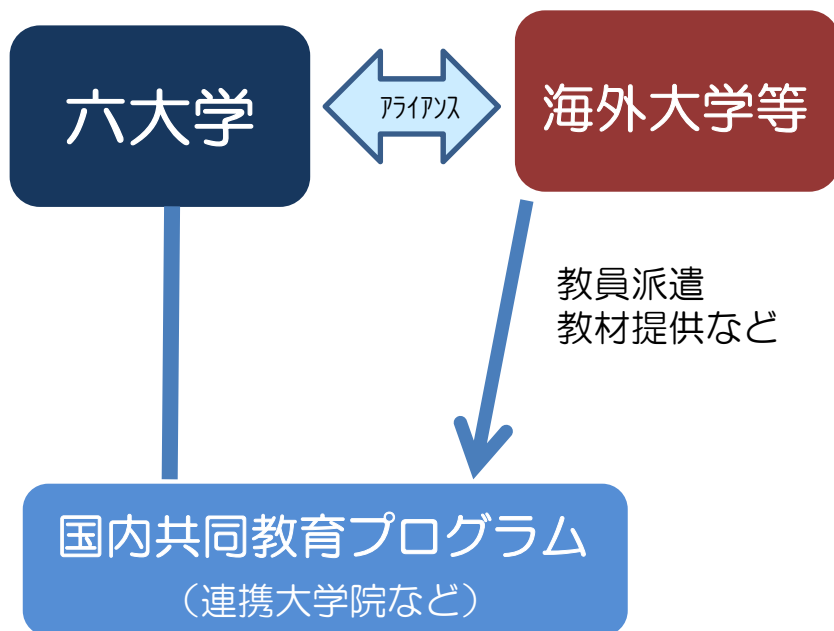 六大学
ｱﾗｲｱﾝｽ
海外大学等
教員派遣
教材提供など
国内共同教育プログラム
（連携大学院など）